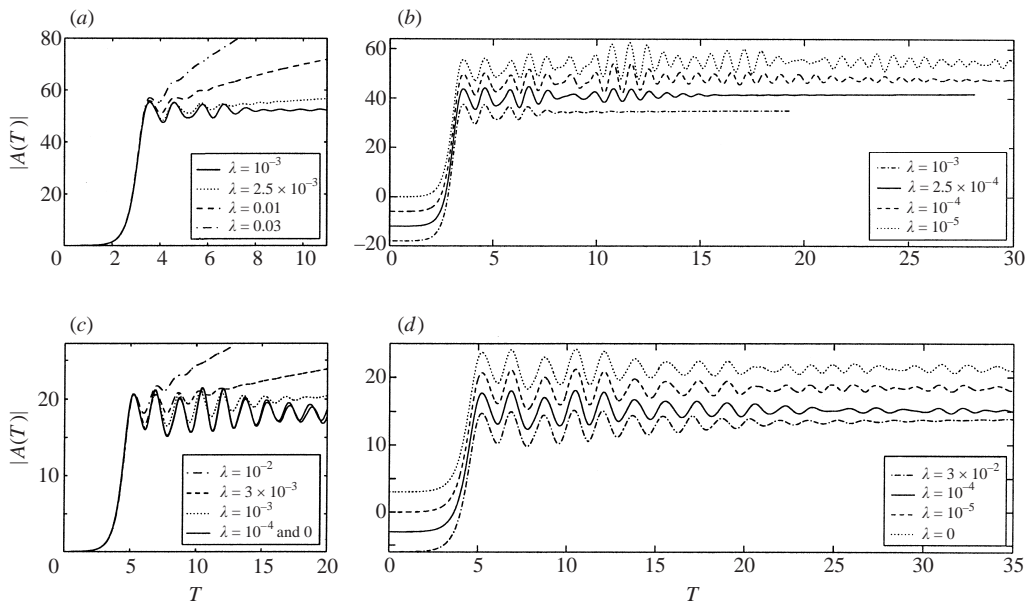 (a)
80
60
40
20
0
|A(T)|
λ = 10⁻³
λ = 2.5 × 10⁻³
λ = 0.01
λ = 0.03
0 2 4 6 8 10
(b)
60
40
20
0
−20
λ = 10⁻³
λ = 2.5 × 10⁻⁴
λ = 10⁻⁴
λ = 10⁻⁵
0 5 10 15 20 25 30
(c)
20
10
0
|A(T)|
λ = 10⁻²
λ = 3 × 10⁻³
λ = 10⁻³
λ = 10⁻⁴ and 0
0 5 10 15 20
T
(d)
20
10
0
λ = 3 × 10⁻²
λ = 10⁻⁴
λ = 10⁻⁵
λ = 0
0 5 10 15 20 25 30 35
T